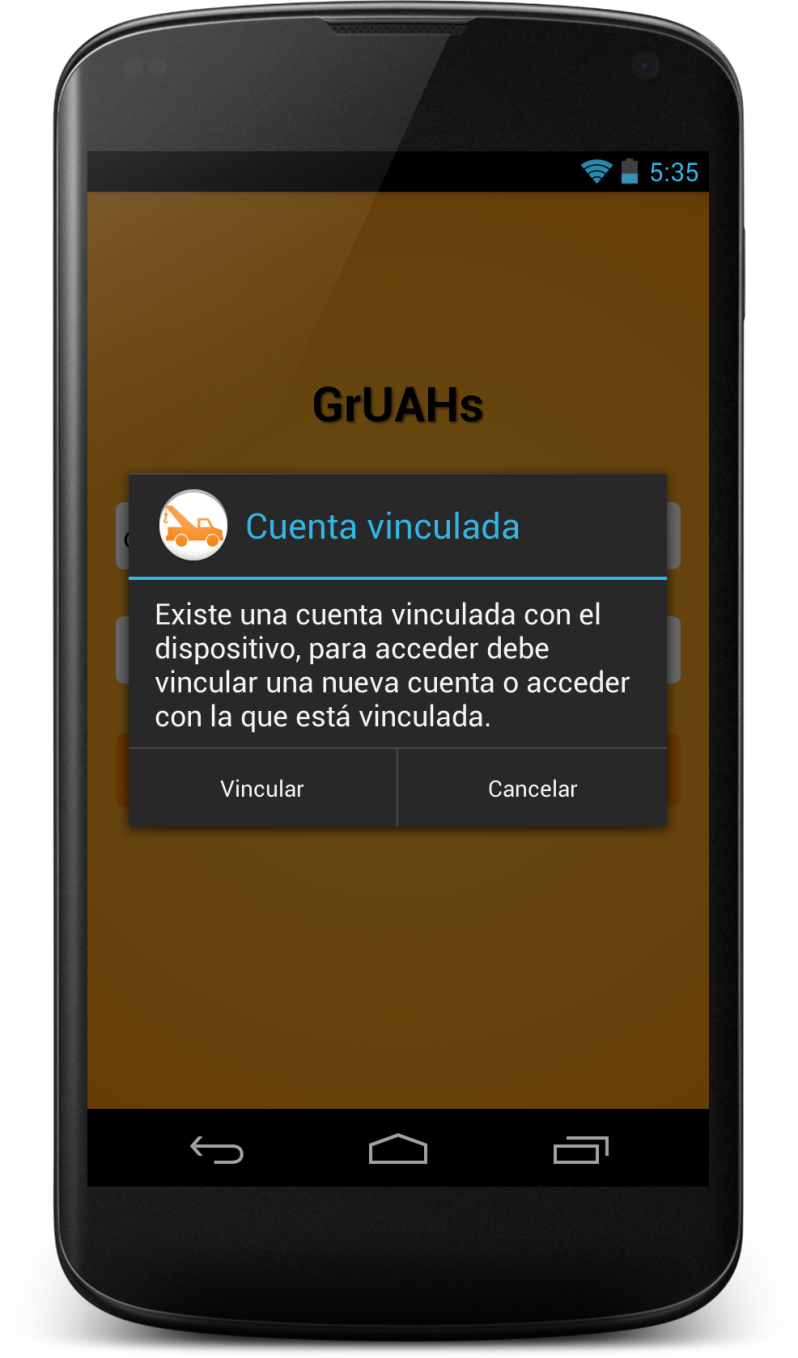 5:35
GrUAHs
Cuenta vinculada
Existe una cuenta vinculada con el
dispositivo, para acceder debe
vincular una nueva cuenta o acceder
con la que está vinculada.
Vincular
Cancelar